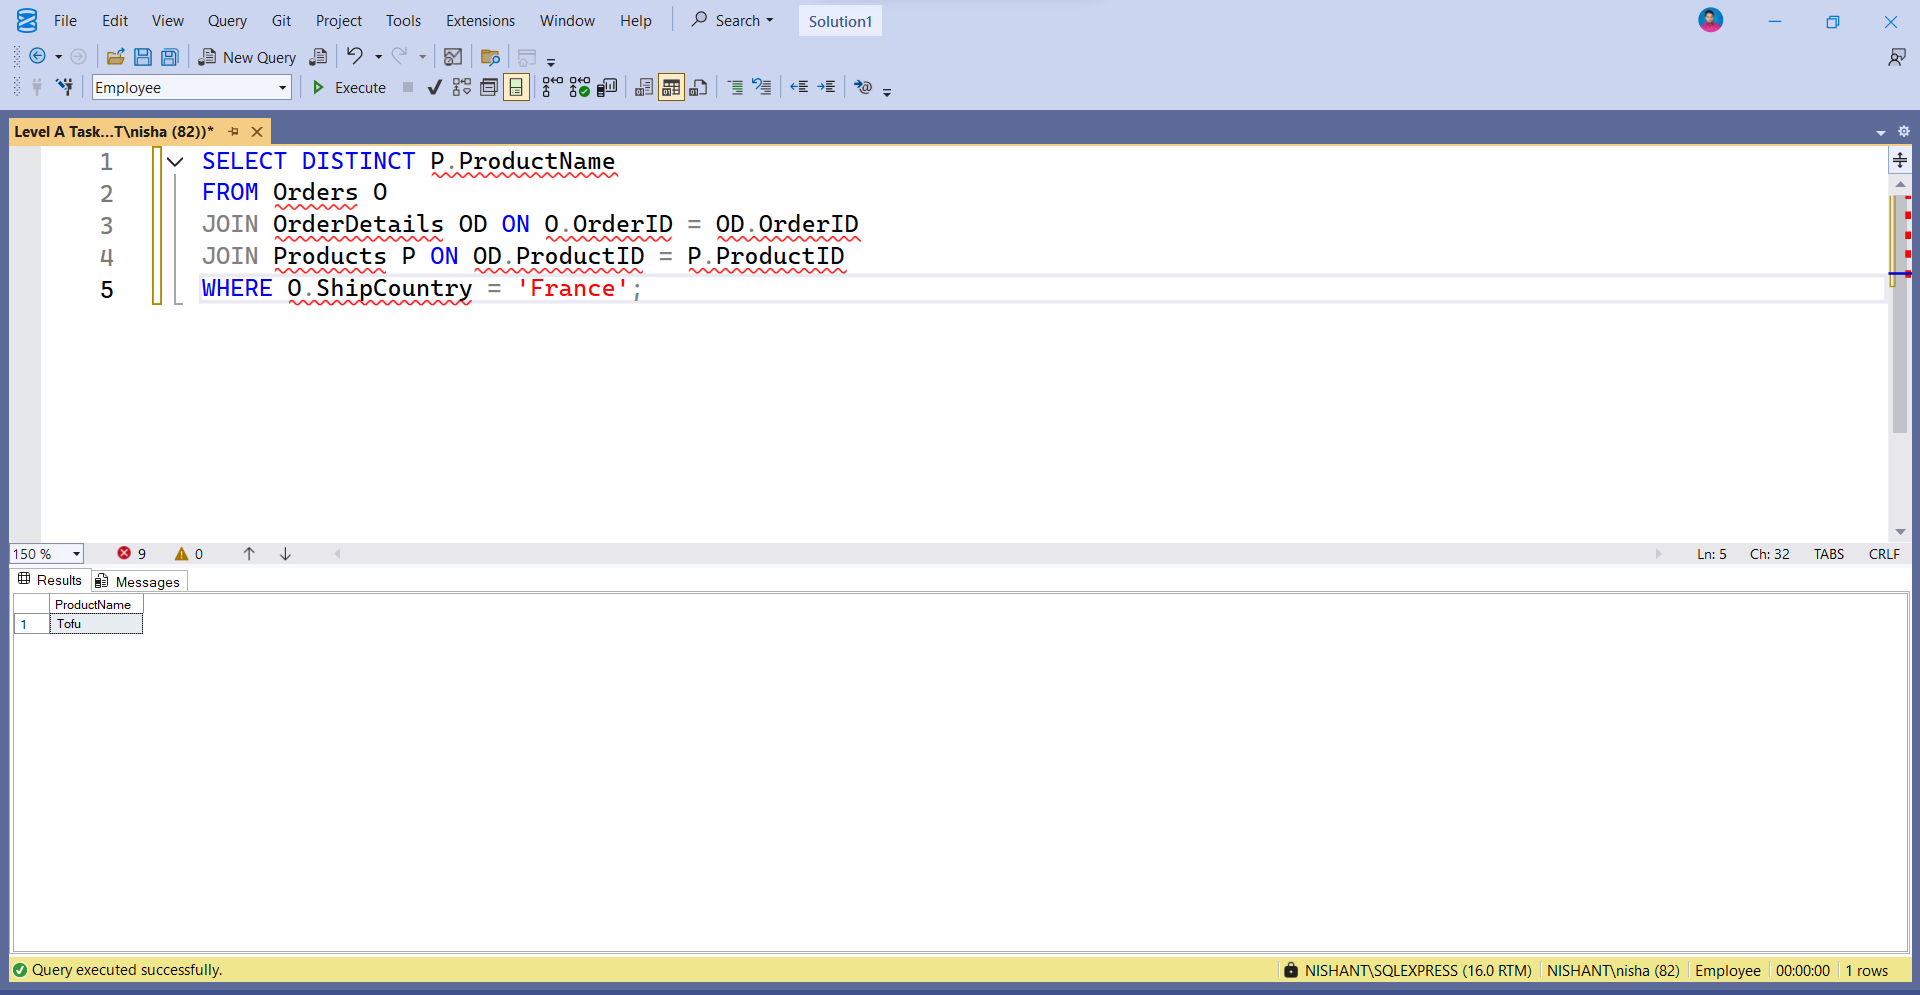 File Edit View Query Git Project Tools Extensions Window Help Search Solution1
New Query
Employee Execute
Level A Task...T\nisha (82))*
1 SELECT DISTINCT P.ProductName
2 FROM Orders O
3 JOIN OrderDetails OD ON O.OrderID = OD.OrderID
4 JOIN Products P ON OD.ProductID = P.ProductID
5 WHERE O.ShipCountry = 'France';
150 % 9 0 Ln: 5 Ch: 32 TABS CRLF
Results Messages
ProductName
1 Tofu
Query executed successfully. NISHANT\SQLEXPRESS (16.0 RTM) NISHANT\nisha (82) Employee 00:00:00 1 rows